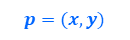 p = (x, y)